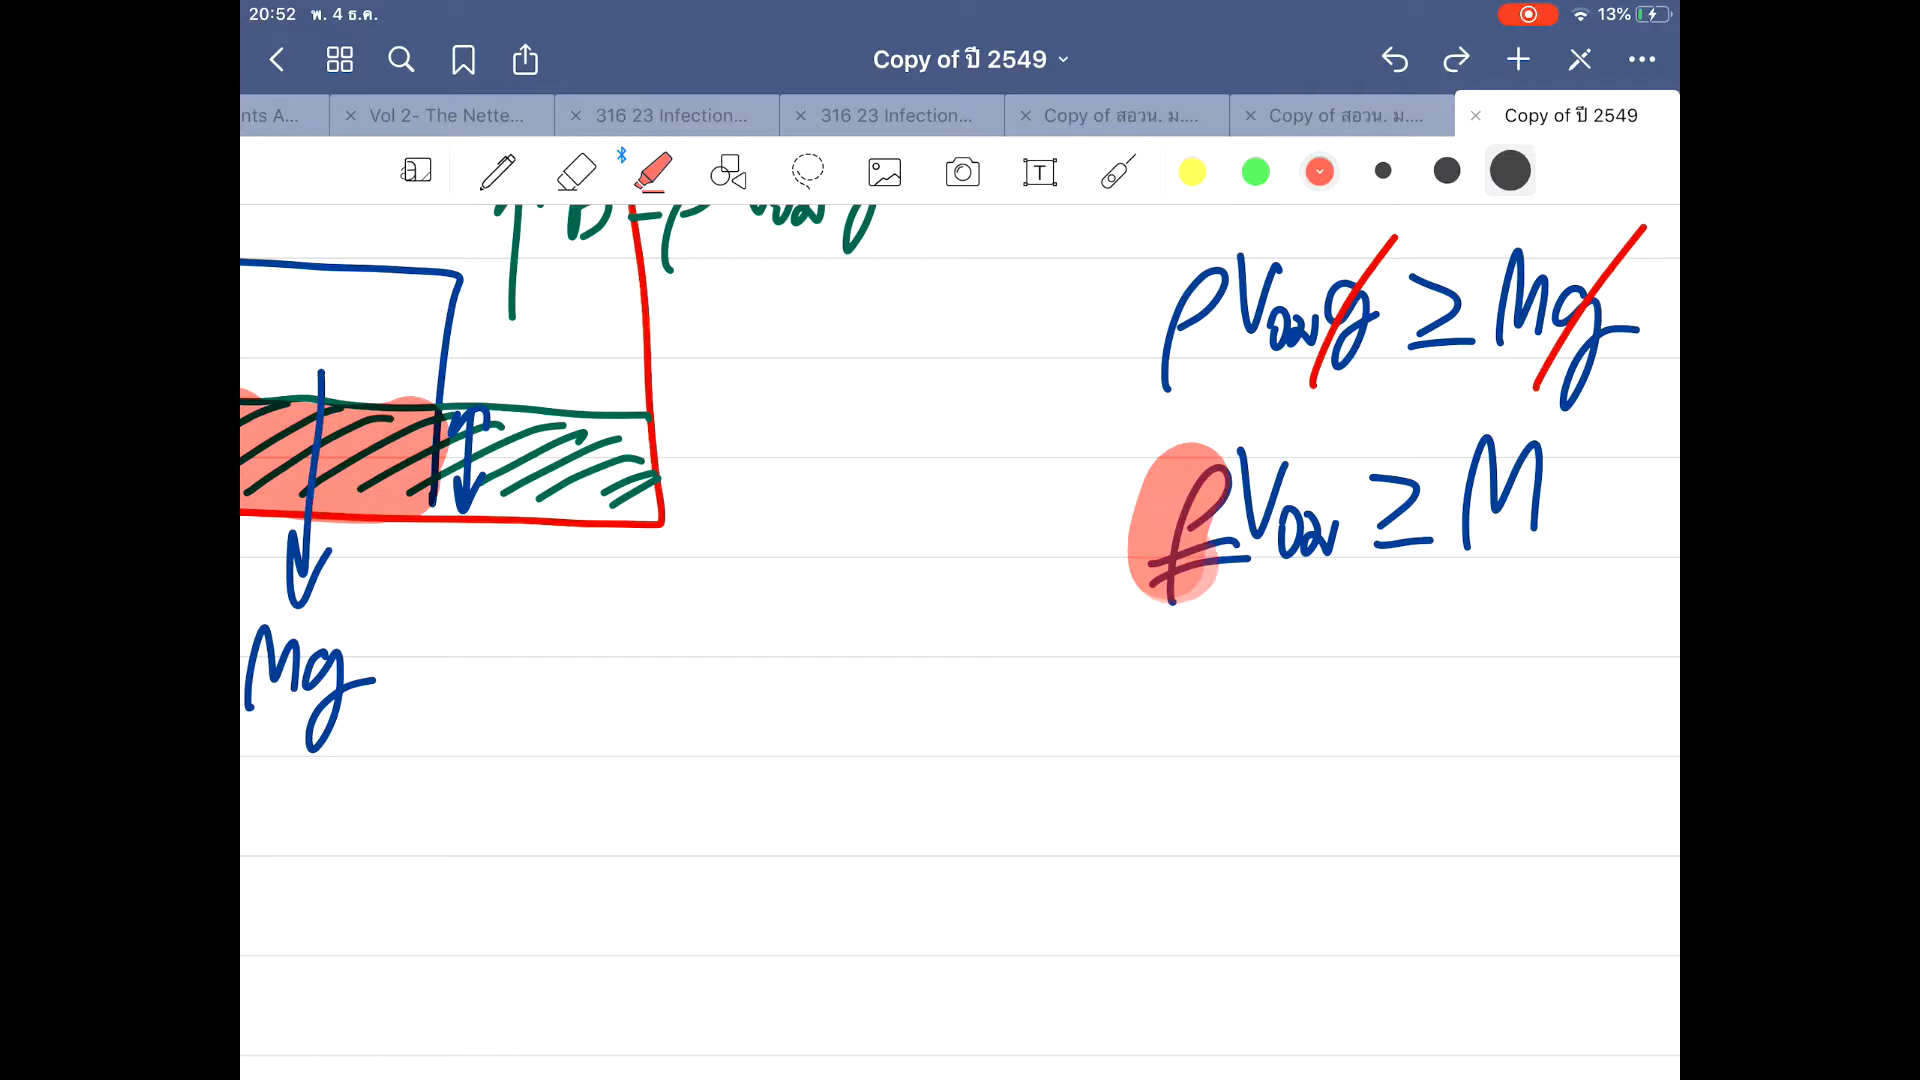 20:52 พ. 4 ธ.ค. 13%
Copy of ปี 2549
nts A... Vol 2- The Nette... 316 23 Infection... 316 23 Infection... Copy of สอวน. ม.... Copy of สอวน. ม.... Copy of ปี 2549
T
ρVจมg ≥ Mg
ρVจม ≥ M
Mg